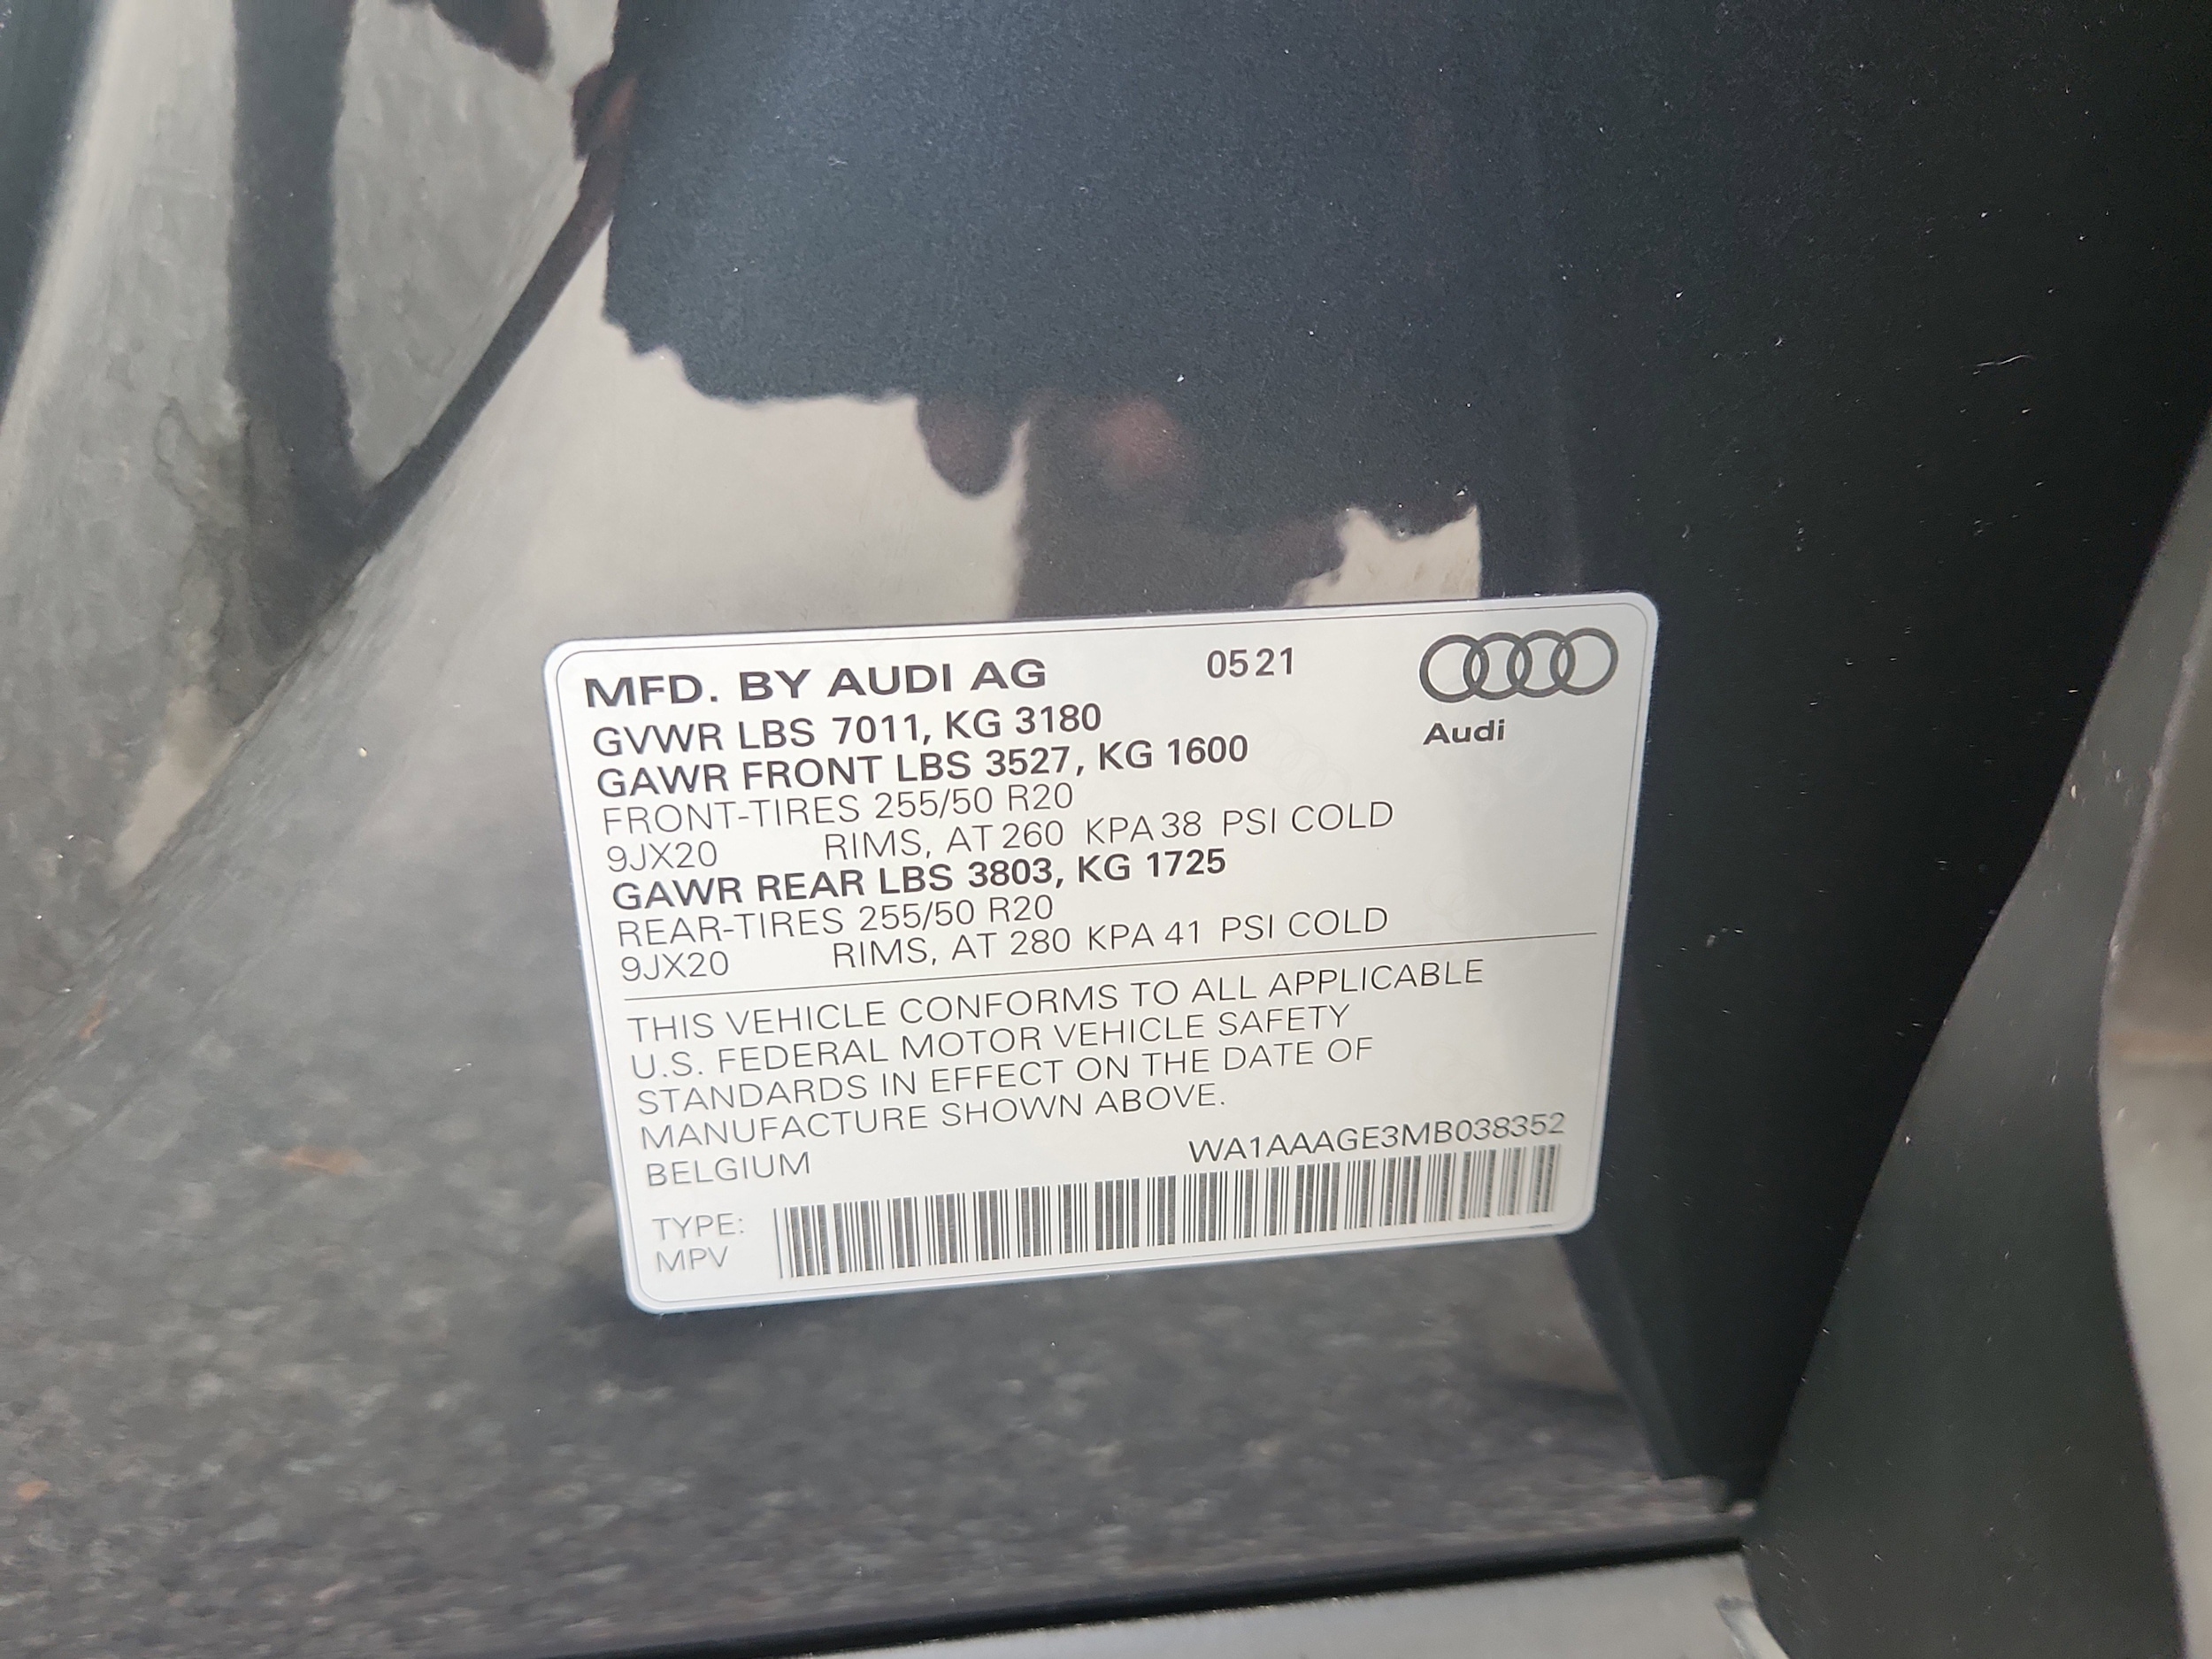 MFD. BY AUDI AG 0521
Audi
GVWR LBS 7011, KG 3180
GAWR FRONT LBS 3527, KG 1600
FRONT-TIRES 255/50 R20
9JX20 RIMS, AT 260 KPA 38 PSI COLD
GAWR REAR LBS 3803, KG 1725
REAR-TIRES 255/50 R20
9JX20 RIMS, AT 280 KPA 41 PSI COLD
THIS VEHICLE CONFORMS TO ALL APPLICABLE
U.S. FEDERAL MOTOR VEHICLE SAFETY
STANDARDS IN EFFECT ON THE DATE OF
MANUFACTURE SHOWN ABOVE.
BELGIUM WA1AAAGE3MB038352
TYPE:
MPV